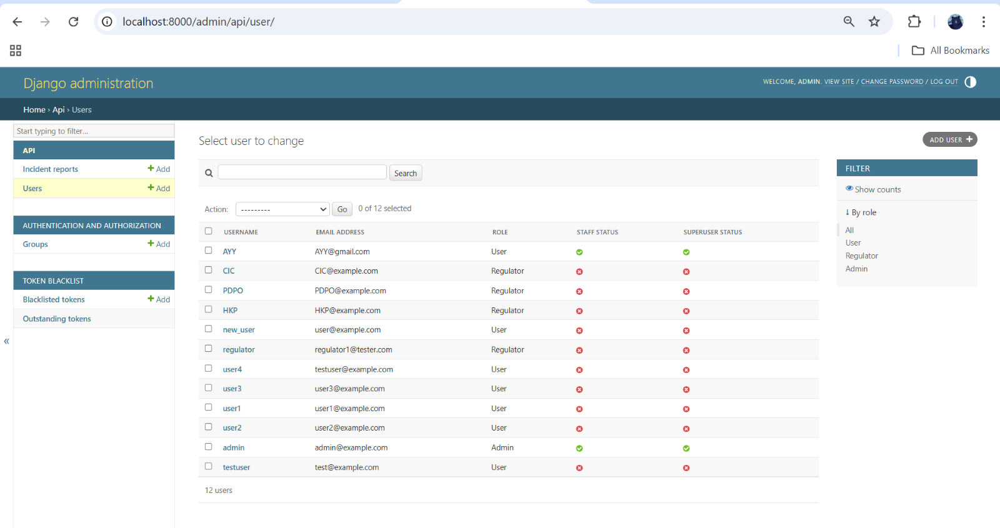 localhost:8000/admin/api/user/
All Bookmarks
Django administration
WELCOME, ADMIN. VIEW SITE / CHANGE PASSWORD / LOG OUT
Home › Api › Users
Start typing to filter...
API
Incident reports + Add
Users + Add
AUTHENTICATION AND AUTHORIZATION
Groups + Add
TOKEN BLACKLIST
Blacklisted tokens + Add
Outstanding tokens
«
Select user to change
ADD USER +
Search
Action: --------- Go 0 of 12 selected
USERNAME EMAIL ADDRESS ROLE STAFF STATUS SUPERUSER STATUS
AYY AYY@gmail.com User
CIC CIC@example.com Regulator
PDPO PDPO@example.com Regulator
HKP HKP@example.com Regulator
new_user user@example.com User
regulator regulator1@tester.com Regulator
user4 testuser@example.com User
user3 user3@example.com User
user1 user1@example.com User
user2 user2@example.com User
admin admin@example.com Admin
testuser test@example.com User
12 users
FILTER
Show counts
↓ By role
All
User
Regulator
Admin